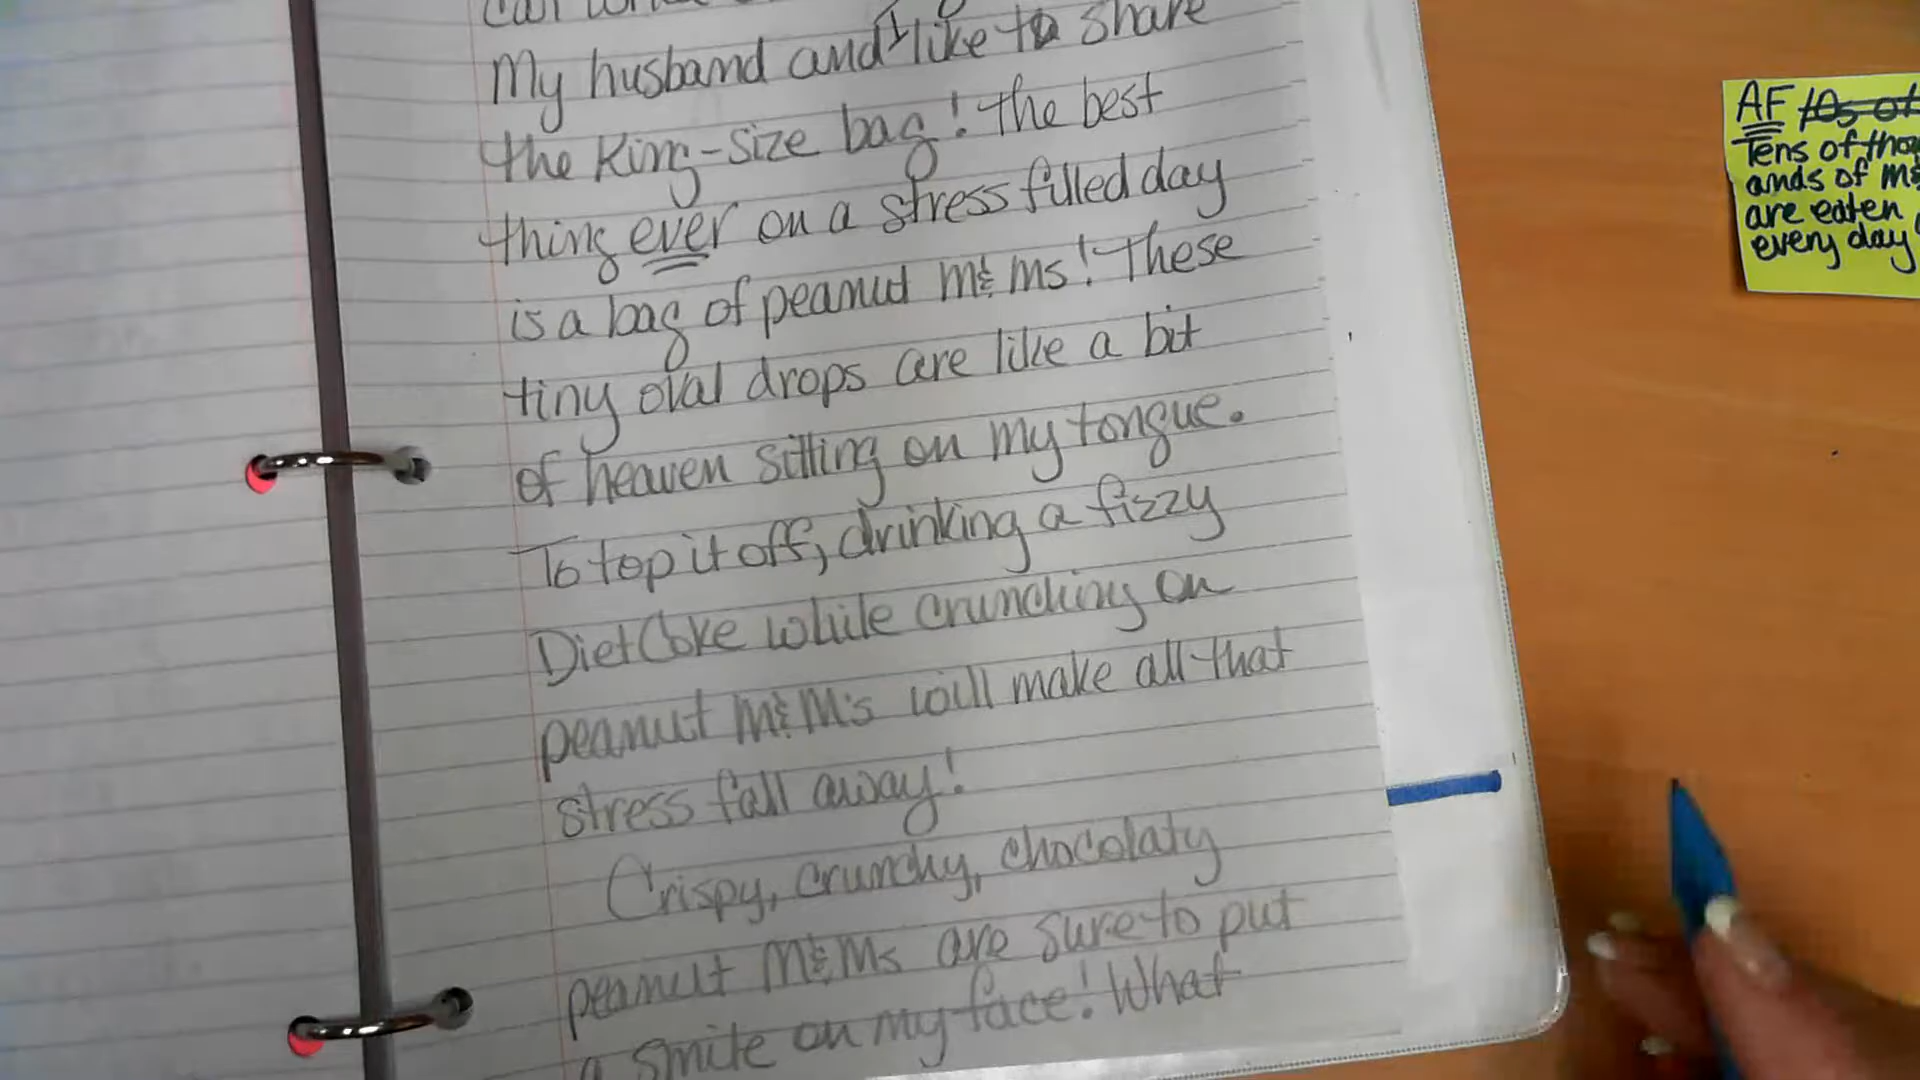 My husband and I like to share
the King-size bag! The best
thing ever on a stress filled day
is a bag of peanut m&ms! These
tiny oval drops are like a bit
of heaven sitting on my tongue.
To top it off, drinking a fizzy
Diet Coke while crunching on
peanut M&M's will make all that
stress fall away!
Crispy, crunchy, chocolaty
peanut M&Ms are sure to put
a smile on my face! What
AF
Tens of thou
ands of m&
are eaten
every day